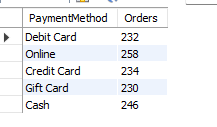 PaymentMethod Orders
Debit Card 232
Online 258
Credit Card 234
Gift Card 230
Cash 246